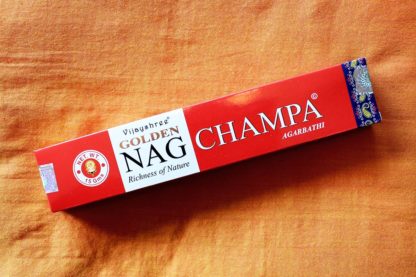 Vijayshree®
GOLDEN
NAG
Richness of Nature
CHAMPA©
AGARBATHI
NET WT
15 Gms